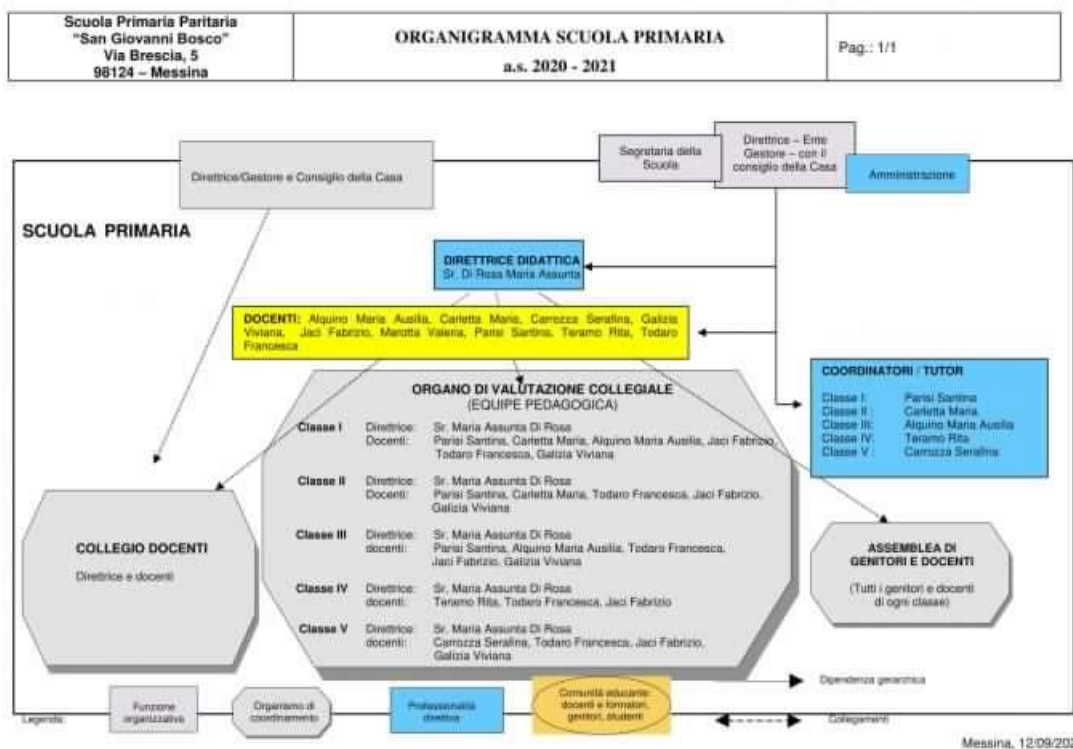 Scuola Primaria Paritaria
"San Giovanni Bosco"
Via Brescia, 5
98124 – Messina
ORGANIGRAMMA SCUOLA PRIMARIA
a.s. 2020 - 2021
Pag.: 1/1
Direttrice/Gestore e Consiglio della Casa
Segretaria della
Scuola
Direttrice – Ente
Gestore – con il
consiglio della Casa
Amministrazione
SCUOLA PRIMARIA
DIRETTRICE DIDATTICA
Sr. Di Rosa Maria Assunta
DOCENTI: Alquino Maria Ausilia, Carletta Maria, Carrozza Serafina, Galizia
Viviana, Jaci Fabrizio, Marotta Valeria, Parisi Santina, Teramo Rita, Todaro
Francesca
COORDINATORI / TUTOR
Classe I: Parisi Santina
Classe II : Carletta Maria
Classe III: Alquino Maria Ausilia
Classe IV: Teramo Rita
Classe V : Carrozza Serafina
ORGANO DI VALUTAZIONE COLLEGIALE
(EQUIPE PEDAGOGICA)
Classe I Direttrice: Sr. Maria Assunta Di Rosa
Docenti: Parisi Santina, Carletta Maria, Alquino Maria Ausilia, Jaci Fabrizio,
Todaro Francesca, Galizia Viviana
Classe II Direttrice: Sr. Maria Assunta Di Rosa
Docenti: Parisi Santina, Carletta Maria, Todaro Francesca, Jaci Fabrizio,
Galizia Viviana
Classe III Direttrice: Sr. Maria Assunta Di Rosa
docenti: Parisi Santina, Alquino Maria Ausilia, Todaro Francesca,
Jaci Fabrizio, Galizia Viviana
Classe IV Direttrice: Sr. Maria Assunta Di Rosa
docenti: Teramo Rita, Todaro Francesca, Jaci Fabrizio
Classe V Direttrice: Sr. Maria Assunta Di Rosa
docenti: Carrozza Serafina, Todaro Francesca, Jaci Fabrizio,
Galizia Viviana
COLLEGIO DOCENTI
Direttrice e docenti
ASSEMBLEA DI
GENITORI E DOCENTI
(Tutti i genitori e docenti
di ogni classe)
Legenda:
Funzione
organizzativa
Organismo di
coordinamento
Professionalità
direttiva
Comunità educante:
docenti e formatori,
genitori, studenti
Dipendenza gerarchica
Collegamenti
Messina, 12/09/202